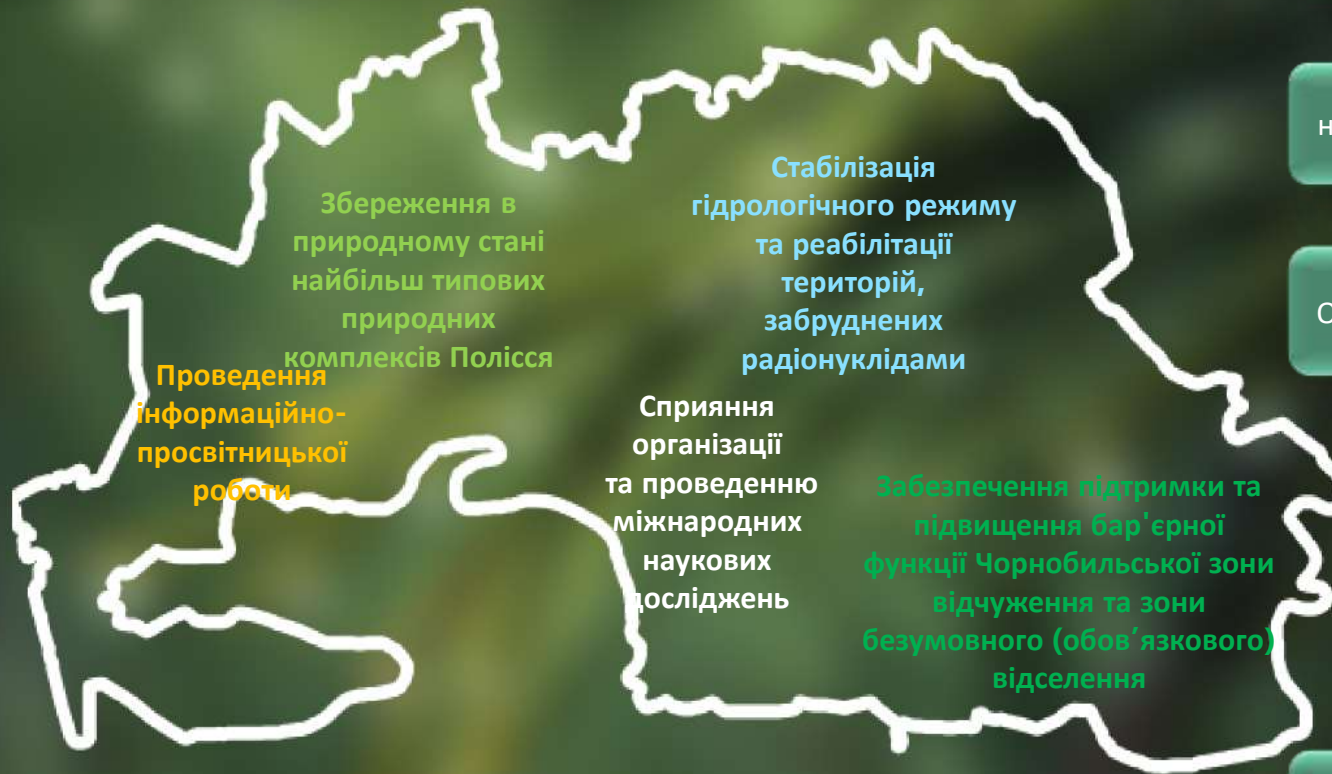 Збереження в
природному стані
найбільш типових
природних
комплексів Полісся
Стабілізація
гідрологічного режиму
та реабілітації
територій,
забруднених
радіонуклідами
Проведення
інформаційно-
просвітницької
роботи
Сприяння
організації
та проведенню
міжнародних
наукових
досліджень
Забезпечення підтримки та
підвищення бар'єрної
функції Чорнобильської зони
відчуження та зони
безумовного (обов’язкового)
відселення